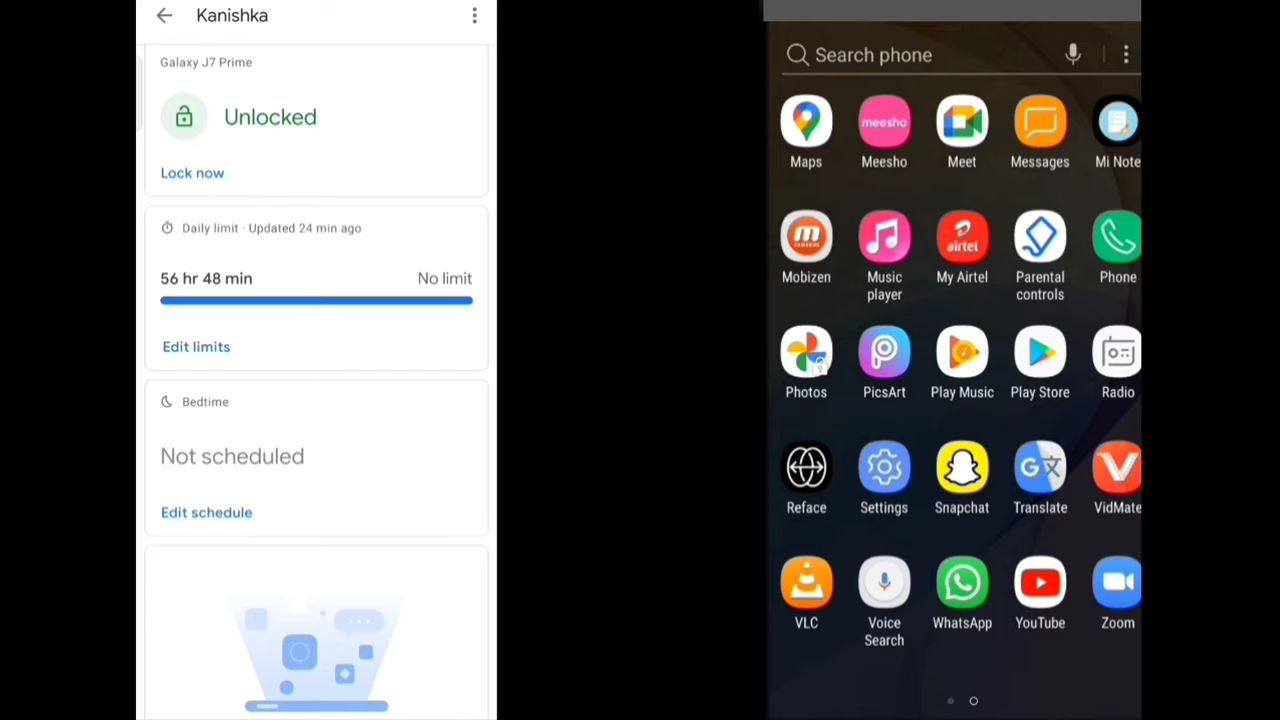 Kanishka
Galaxy J7 Prime
Unlocked
Lock now
Daily limit · Updated 24 min ago
56 hr 48 min No limit
Edit limits
Bedtime
Not scheduled
Edit schedule
Search phone
meesho
airtel
Maps Meesho Meet Messages Mi Note
Mobizen Music player My Airtel Parental controls Phone
Photos PicsArt Play Music Play Store Radio
Reface Settings Snapchat Translate VidMate
VLC Voice Search WhatsApp YouTube Zoom